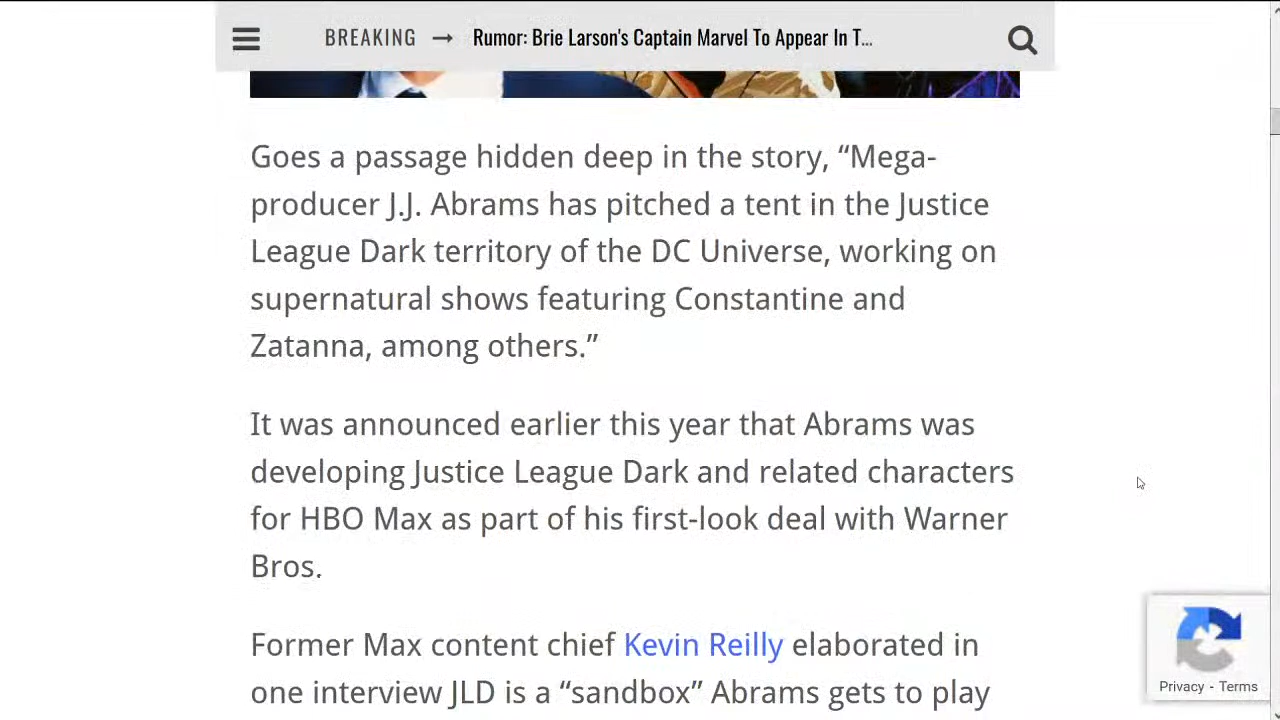 BREAKING → Rumor: Brie Larson's Captain Marvel To Appear In T...
Goes a passage hidden deep in the story, “Mega-
producer J.J. Abrams has pitched a tent in the Justice
League Dark territory of the DC Universe, working on
supernatural shows featuring Constantine and
Zatanna, among others.”
It was announced earlier this year that Abrams was
developing Justice League Dark and related characters
for HBO Max as part of his first-look deal with Warner
Bros.
Former Max content chief Kevin Reilly elaborated in
one interview JLD is a “sandbox” Abrams gets to play
Privacy - Terms